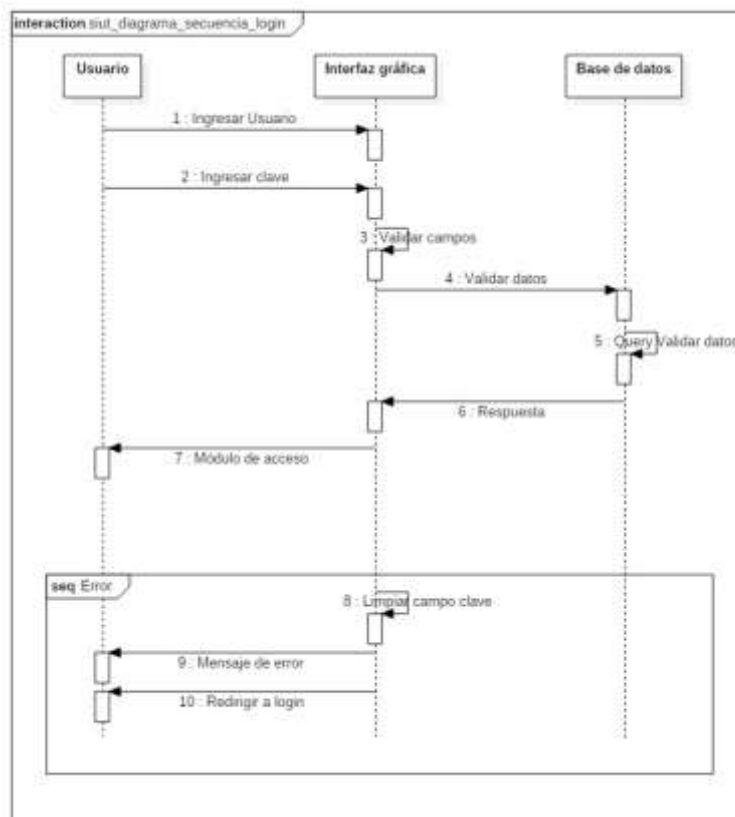 interaction siut_diagrama_secuencia_login
Usuario
Interfaz gráfica
Base de datos
1 : Ingresar Usuario
2 : Ingresar clave
3 : Validar campos
4 : Validar datos
5 : Query Validar datos
6 : Respuesta
7 : Módulo de acceso
seq Error
8 : Limpiar campo clave
9 : Mensaje de error
10 : Redirigir a login